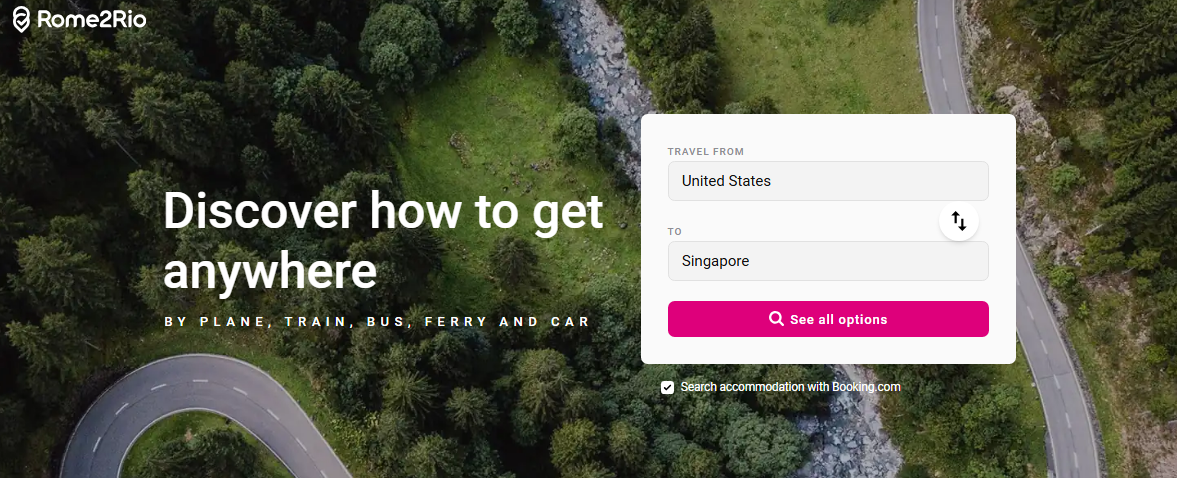 Rome2Rio
Discover how to get
anywhere
BY PLANE, TRAIN, BUS, FERRY AND CAR
TRAVEL FROM
United States
TO
Singapore
See all options
Search accommodation with Booking.com